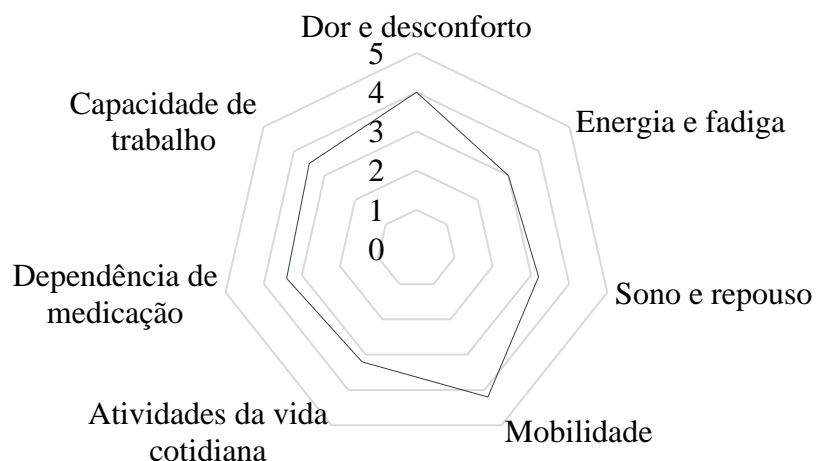 Dor e desconforto
5
4
3
2
1
0
Energia e fadiga
Sono e repouso
Mobilidade
Atividades da vida
cotidiana
Dependência de
medicação
Capacidade de
trabalho